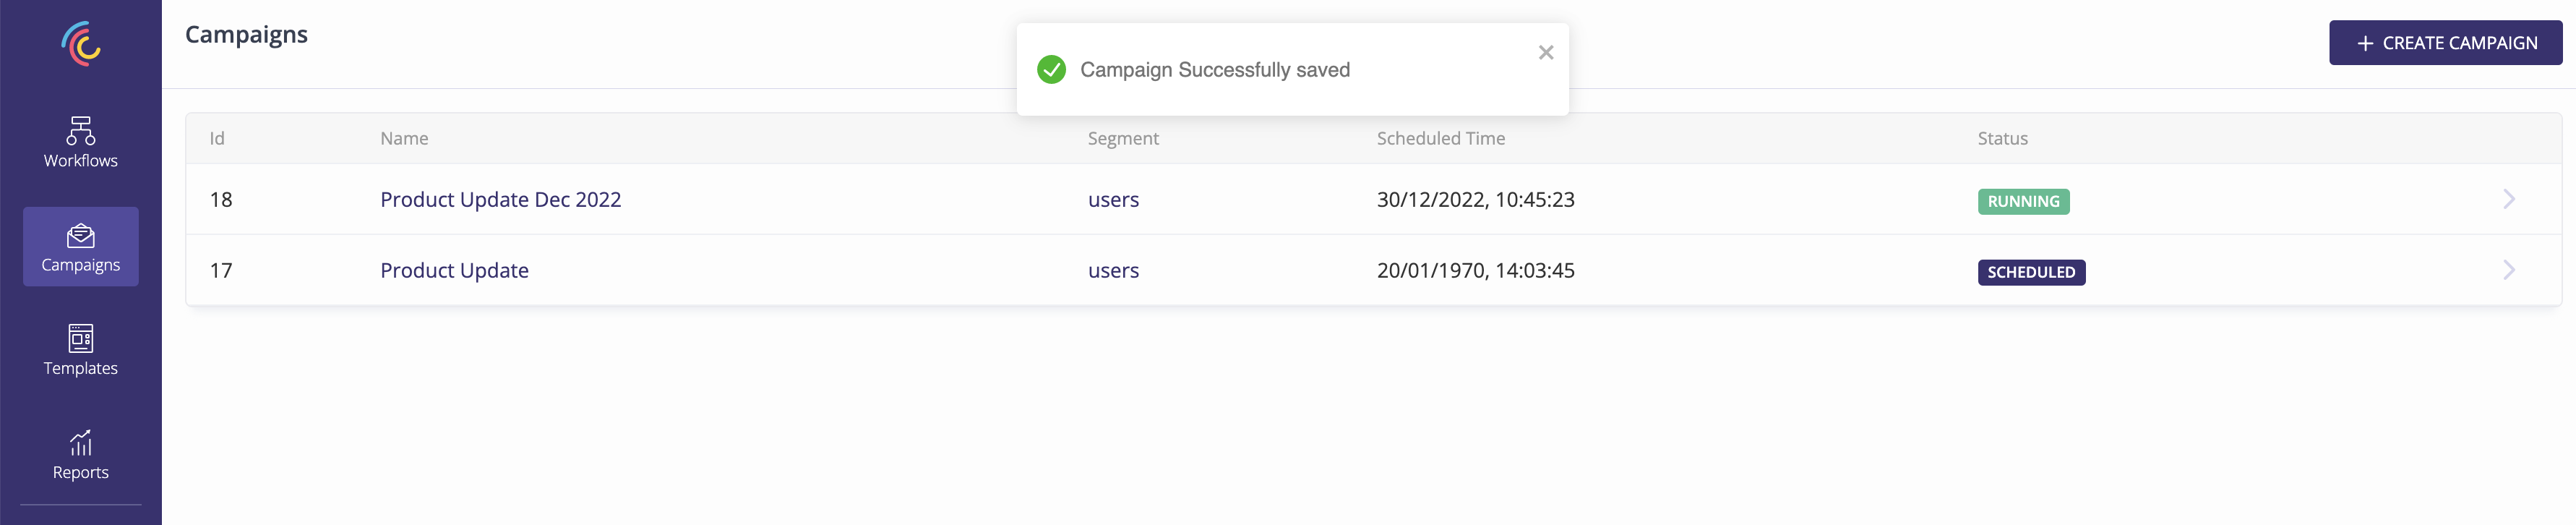 Campaigns
Campaign Successfully saved
+ CREATE CAMPAIGN
Workflows
Campaigns
Templates
Reports
Id Name Segment Scheduled Time Status
18 Product Update Dec 2022 users 30/12/2022, 10:45:23 RUNNING
17 Product Update users 20/01/1970, 14:03:45 SCHEDULED